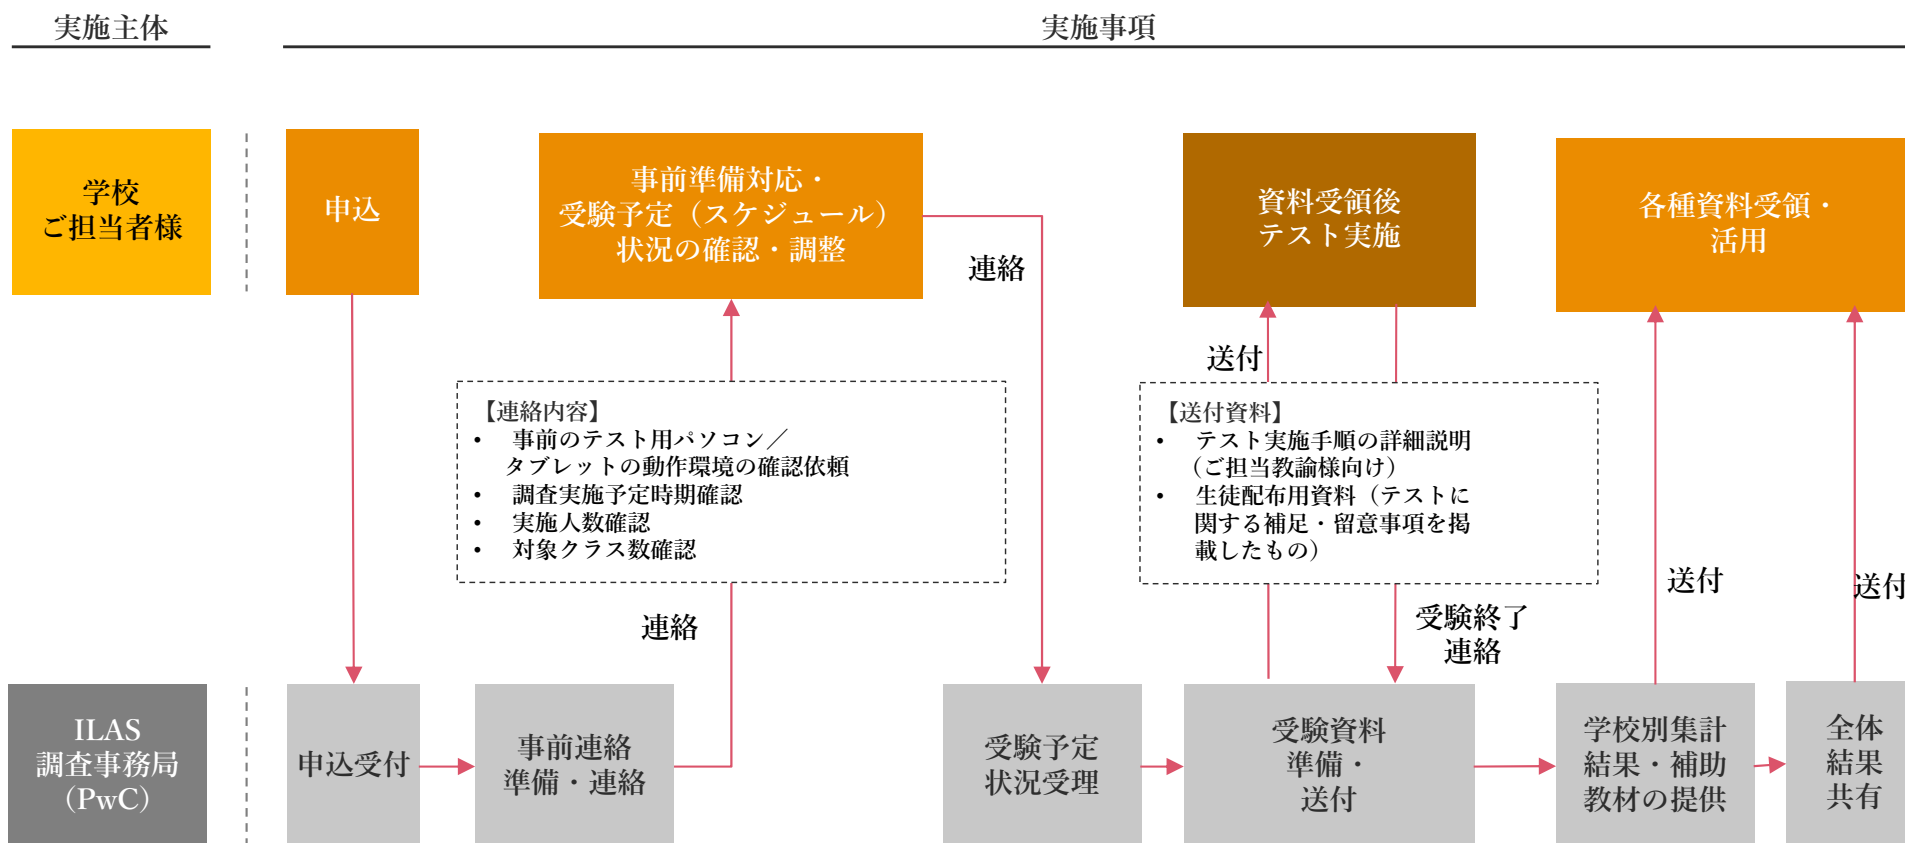 実施主体
実施事項
学校
ご担当者様
申込
事前準備対応・
受験予定（スケジュール）
状況の確認・調整
連絡
資料受領後
テスト実施
各種資料受領・
活用
送付
【連絡内容】
• 事前のテスト用パソコン／
タブレットの動作環境の確認依頼
• 調査実施予定時期確認
• 実施人数確認
• 対象クラス数確認
【送付資料】
• テスト実施手順の詳細説明
（ご担当教諭様向け）
• 生徒配布用資料（テストに
関する補足・留意事項を掲
載したもの）
連絡
受験終了
連絡
送付
送付
ILAS
調査事務局
（PwC）
申込受付
事前連絡
準備・連絡
受験予定
状況受理
受験資料
準備・
送付
学校別集計
結果・補助
教材の提供
全体
結果
共有